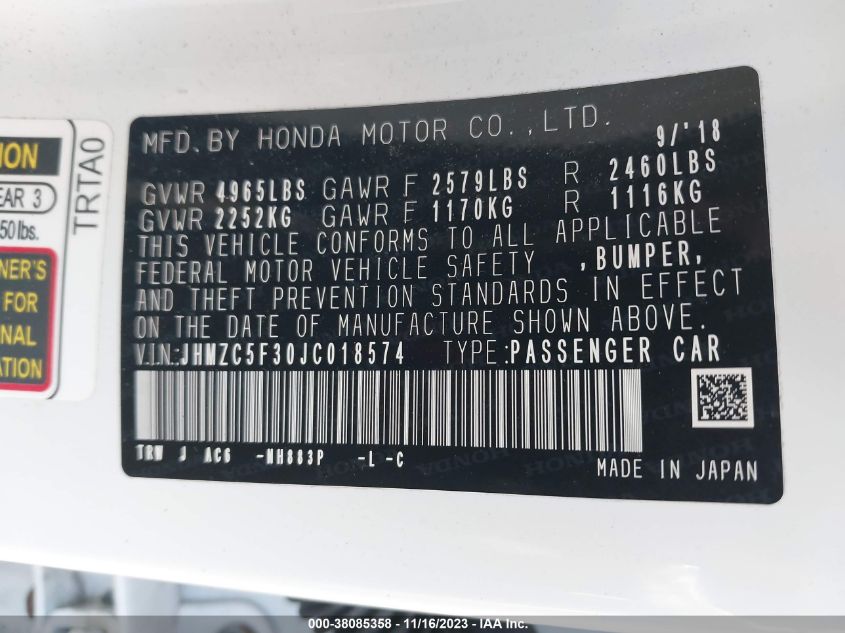 ION
EAR 3
50 lbs.
NER'S
FOR
NAL
ATION
TRTA0
MFD. BY HONDA MOTOR CO.,LTD. 9/'18
GVWR 4965LBS GAWR F 2579LBS R 2460LBS
GVWR 2252KG GAWR F 1170KG R 1116KG
THIS VEHICLE CONFORMS TO ALL APPLICABLE
FEDERAL MOTOR VEHICLE SAFETY ,BUMPER,
AND THEFT PREVENTION STANDARDS IN EFFECT
ON THE DATE OF MANUFACTURE SHOWN ABOVE.
V.IN:JHMZC5F30JC018574 TYPE:PASSENGER CAR
TRW J AC6 -NH883P -L -C
MADE IN JAPAN
000-38085358 - 11/16/2023 - IAA Inc.